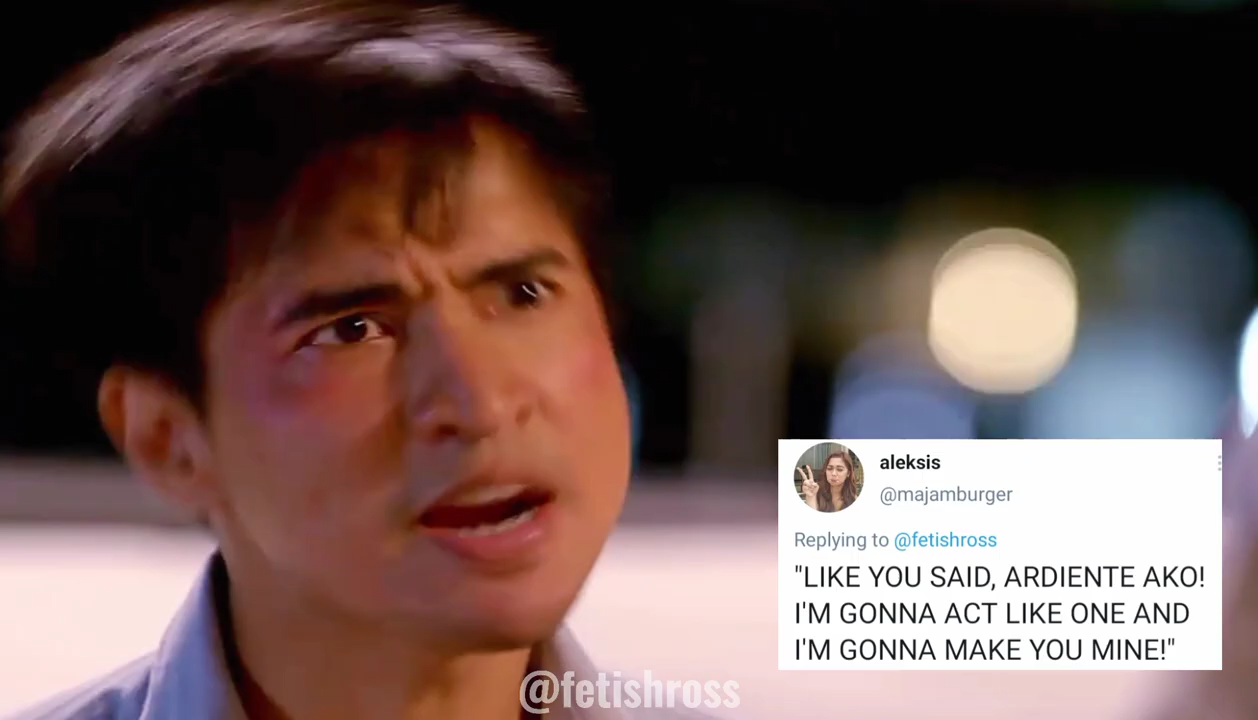 aleksis
@majamburger
Replying to @fetishross
"LIKE YOU SAID, ARDIENTE AKO!
I'M GONNA ACT LIKE ONE AND
I'M GONNA MAKE YOU MINE!"
@fetishross